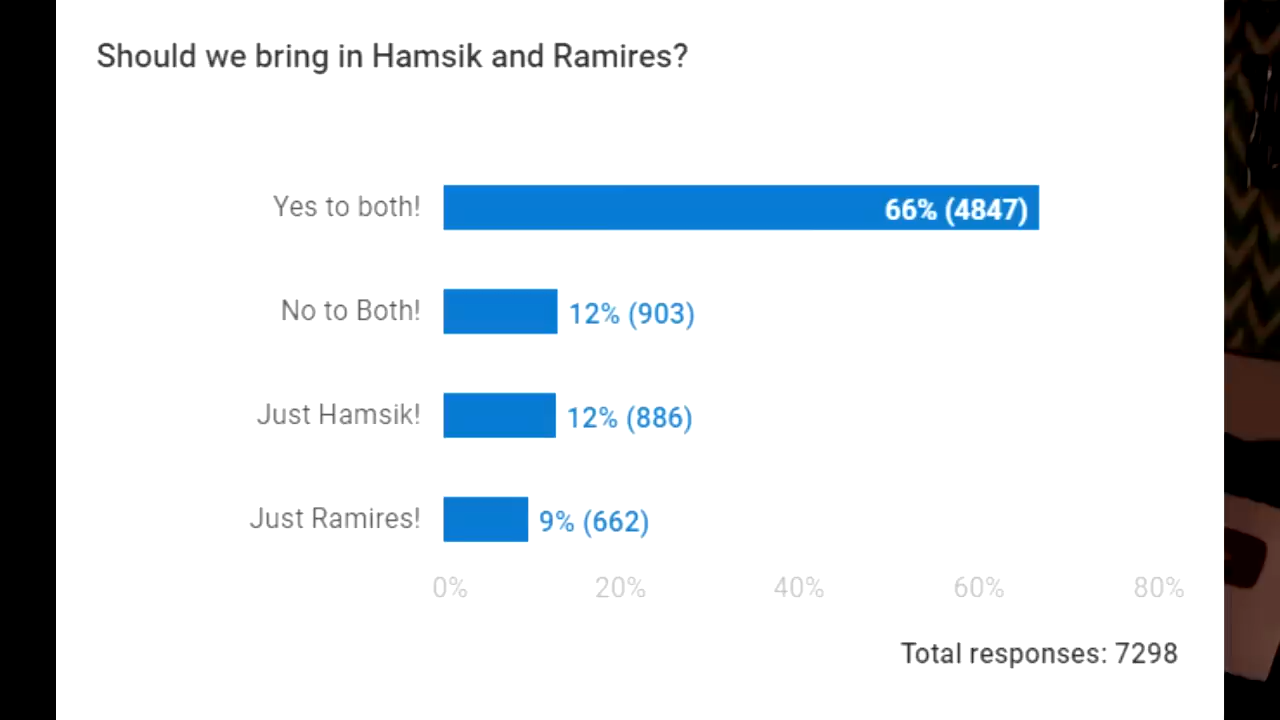 Should we bring in Hamsik and Ramires?
Yes to both! 66% (4847)
No to Both! 12% (903)
Just Hamsik! 12% (886)
Just Ramires! 9% (662)
0% 20% 40% 60% 80%
Total responses: 7298